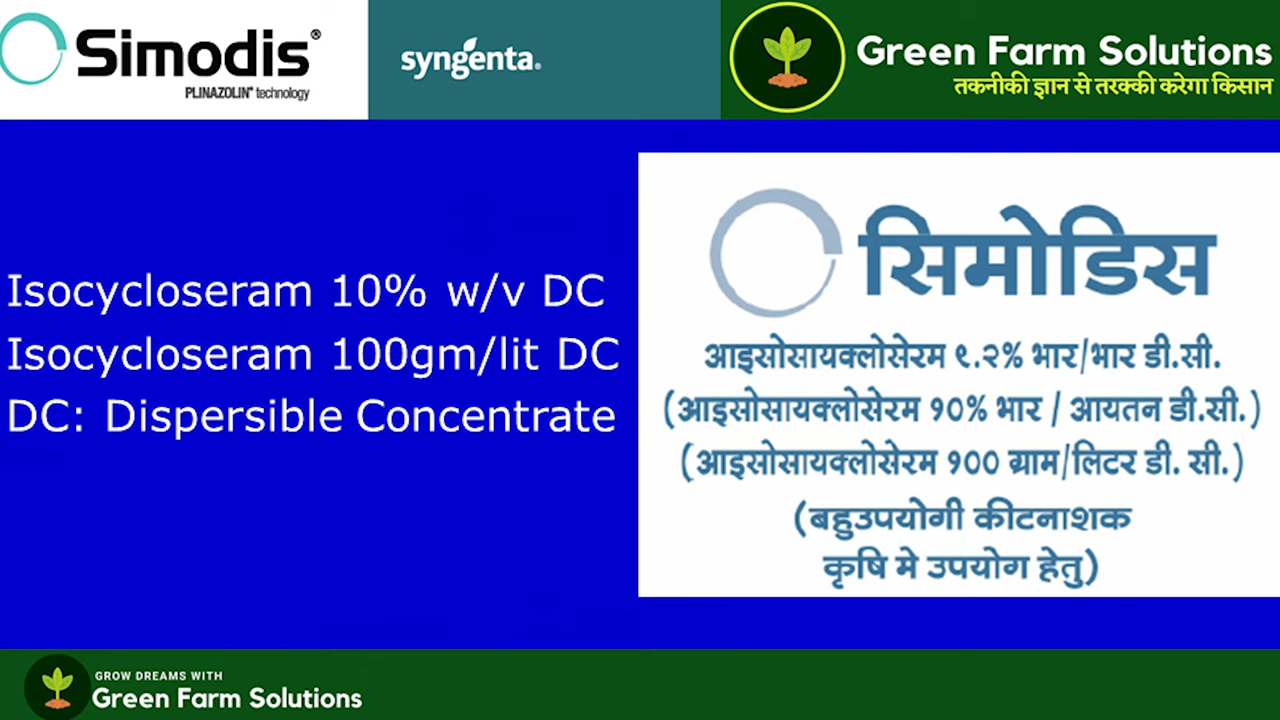 Simodis®
PLINAZOLIN® technology
syngenta®
Green Farm Solutions
तकनीकी ज्ञान से तरक्की करेगा किसान
Isocycloseram 10% w/v DC
Isocycloseram 100gm/lit DC
DC: Dispersible Concentrate
सिमोडिस
आइसोसायक्लोसेरम ९.२% भार/भार डी.सी.
(आइसोसायक्लोसेरम १०% भार / आयतन डी.सी.)
(आइसोसायक्लोसेरम १०० ग्राम/लिटर डी. सी.)
(बहुउपयोगी कीटनाशक
कृषि मे उपयोग हेतु)
GROW DREAMS WITH
Green Farm Solutions